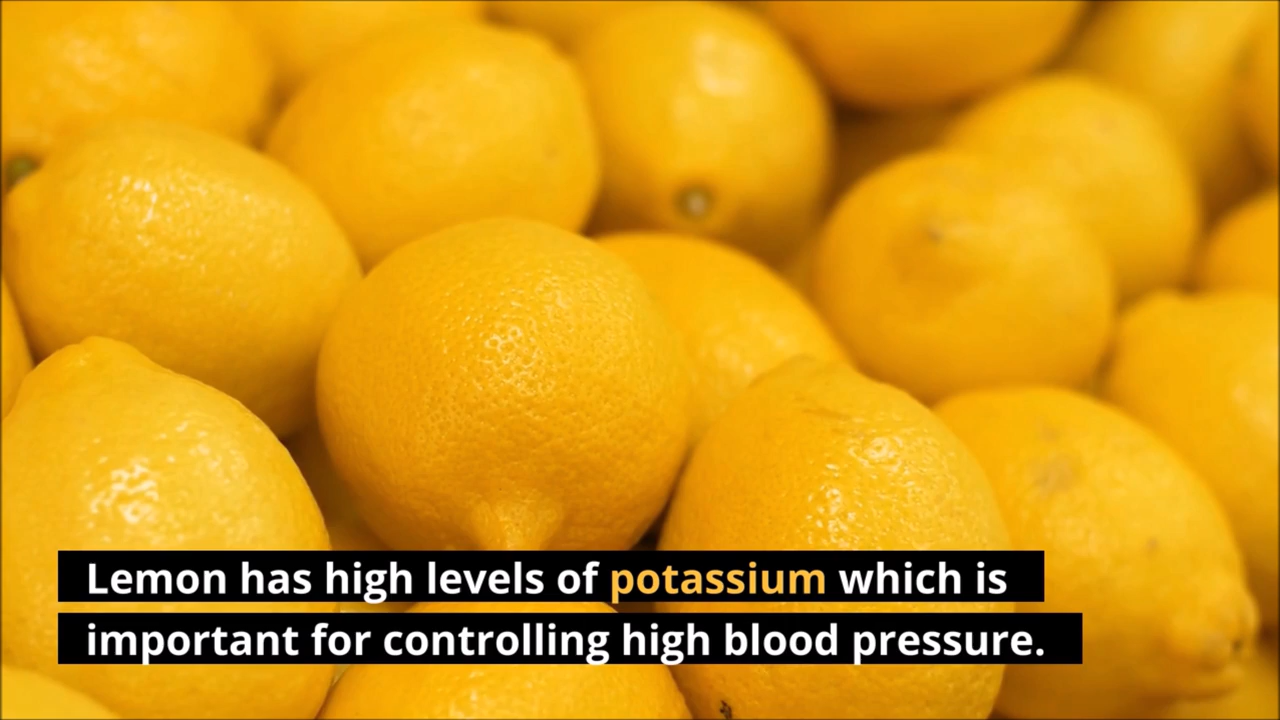 Lemon has high levels of potassium which is
important for controlling high blood pressure.